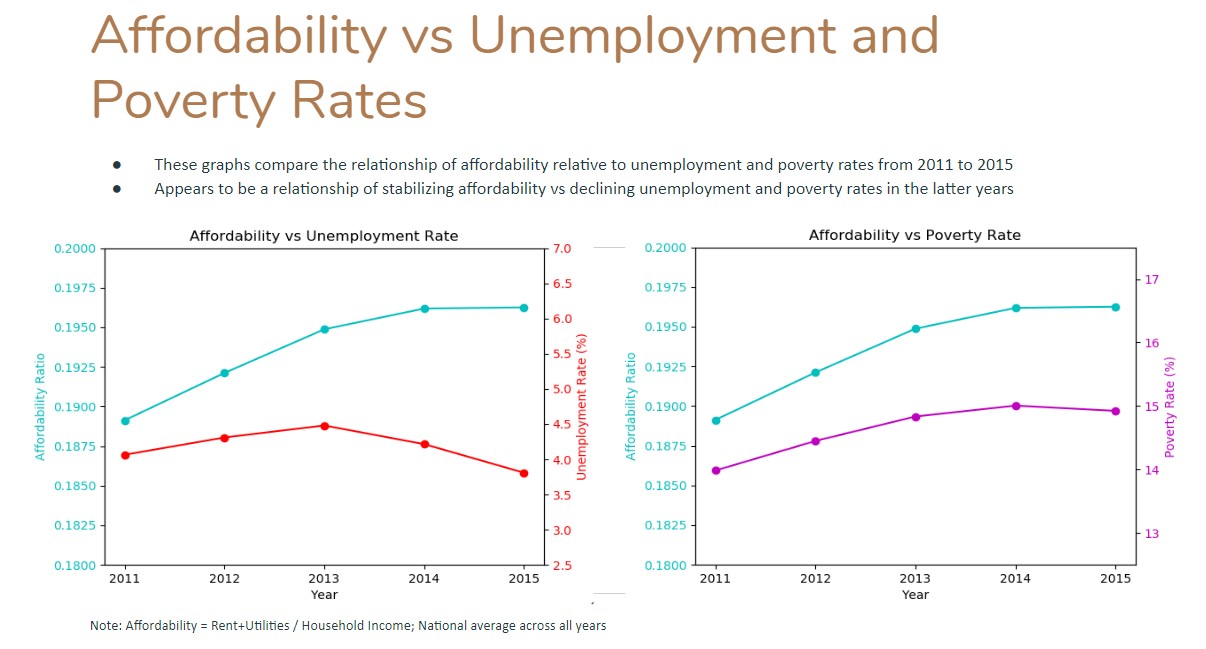 Affordability vs Unemployment and
Poverty Rates
● These graphs compare the relationship of affordability relative to unemployment and poverty rates from 2011 to 2015
● Appears to be a relationship of stabilizing affordability vs declining unemployment and poverty rates in the latter years
Affordability vs Unemployment Rate
0.2000
0.1975
0.1950
0.1925
0.1900
0.1875
0.1850
0.1825
0.1800
Affordability Ratio
7.0
6.5
6.0
5.5
5.0
4.5
4.0
3.5
3.0
2.5
Unemployment Rate (%)
2011 2012 2013 2014 2015
Year
Affordability vs Poverty Rate
0.2000
0.1975
0.1950
0.1925
0.1900
0.1875
0.1850
0.1825
0.1800
Affordability Ratio
17
16
15
14
13
Poverty Rate (%)
2011 2012 2013 2014 2015
Year
Note: Affordability = Rent+Utilities / Household Income; National average across all years